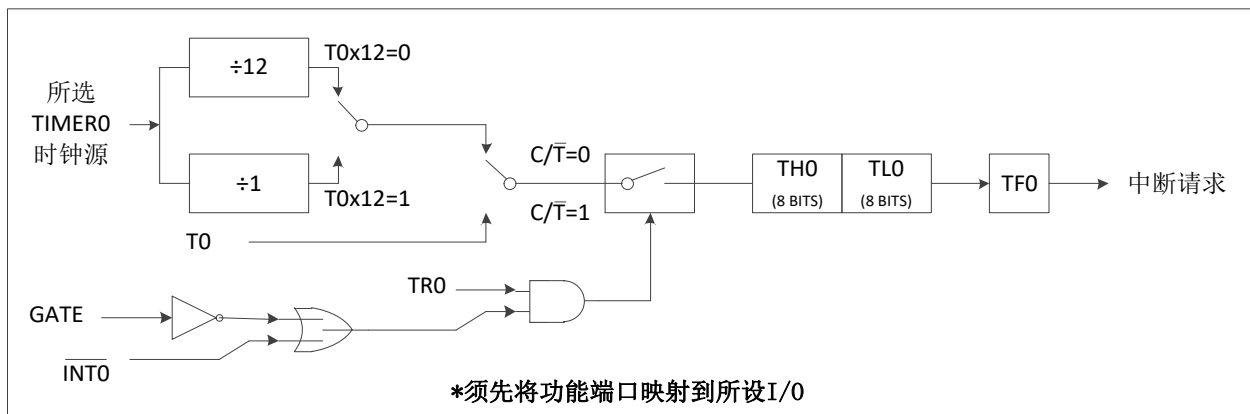 ÷12
T0x12=0
所选
TIMER0
时钟源
÷1
T0x12=1
C/T̅=0
C/T̅=1
T0
TH0
(8 BITS)
TL0
(8 BITS)
TF0
中断请求
TR0
GATE
I̅N̅T̅0̅
*须先将功能端口映射到所设I/0